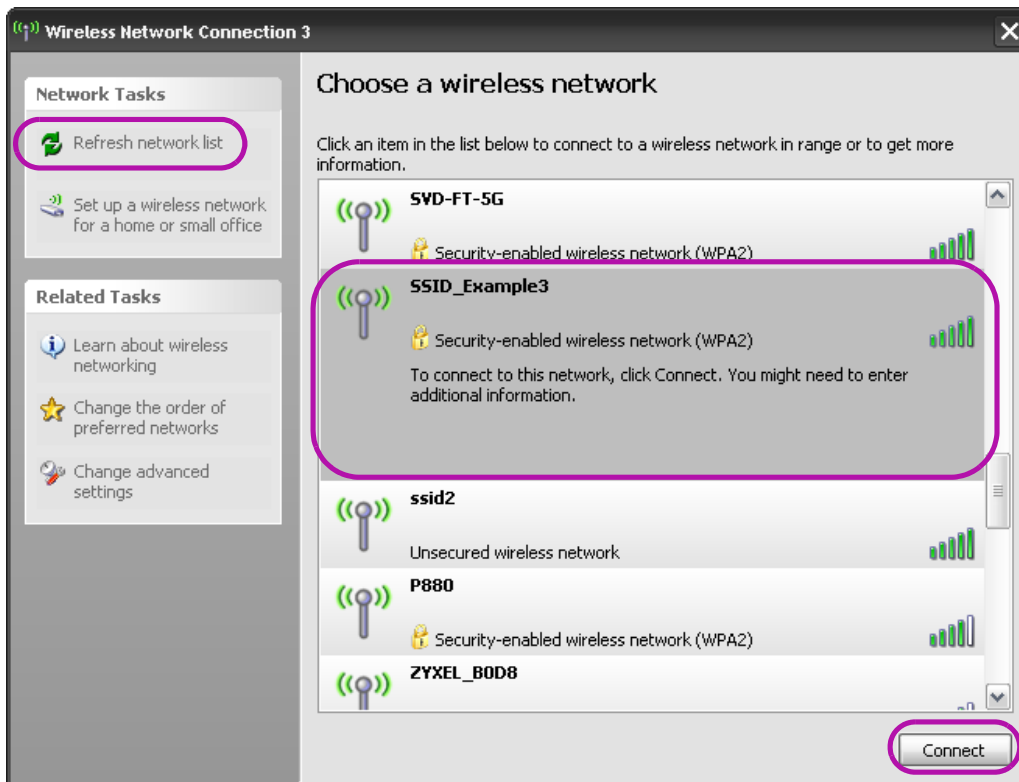 Wireless Network Connection 3
Network Tasks
Refresh network list
Set up a wireless network
for a home or small office
Related Tasks
Learn about wireless
networking
Change the order of
preferred networks
Change advanced
settings
Choose a wireless network
Click an item in the list below to connect to a wireless network in range or to get more
information.
SVD-FT-5G
Security-enabled wireless network (WPA2)
SSID_Example3
Security-enabled wireless network (WPA2)
To connect to this network, click Connect. You might need to enter
additional information.
ssid2
Unsecured wireless network
P880
Security-enabled wireless network (WPA2)
ZYXEL_B0D8
Connect